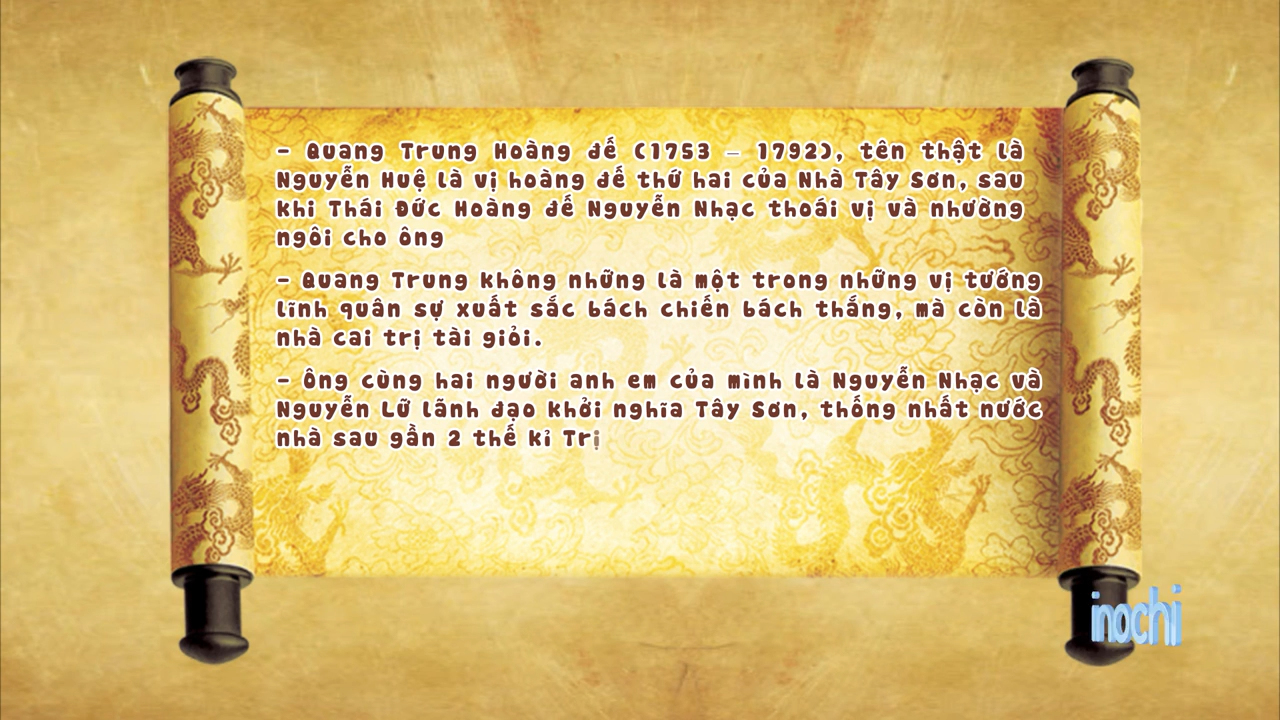 - Quang Trung Hoàng đế (1753 – 1792), tên thật là
Nguyễn Huệ là vị hoàng đế thứ hai của Nhà Tây Sơn, sau
khi Thái Đức Hoàng đế Nguyễn Nhạc thoái vị và nhường
ngôi cho ông
- Quang Trung không những là một trong những vị tướng
lĩnh quân sự xuất sắc bách chiến bách thắng, mà còn là
nhà cai trị tài giỏi.
- Ông cùng hai người anh em của mình là Nguyễn Nhạc và
Nguyễn Lữ lãnh đạo khởi nghĩa Tây Sơn, thống nhất nước
nhà sau gần 2 thế kỉ Trị
inochi